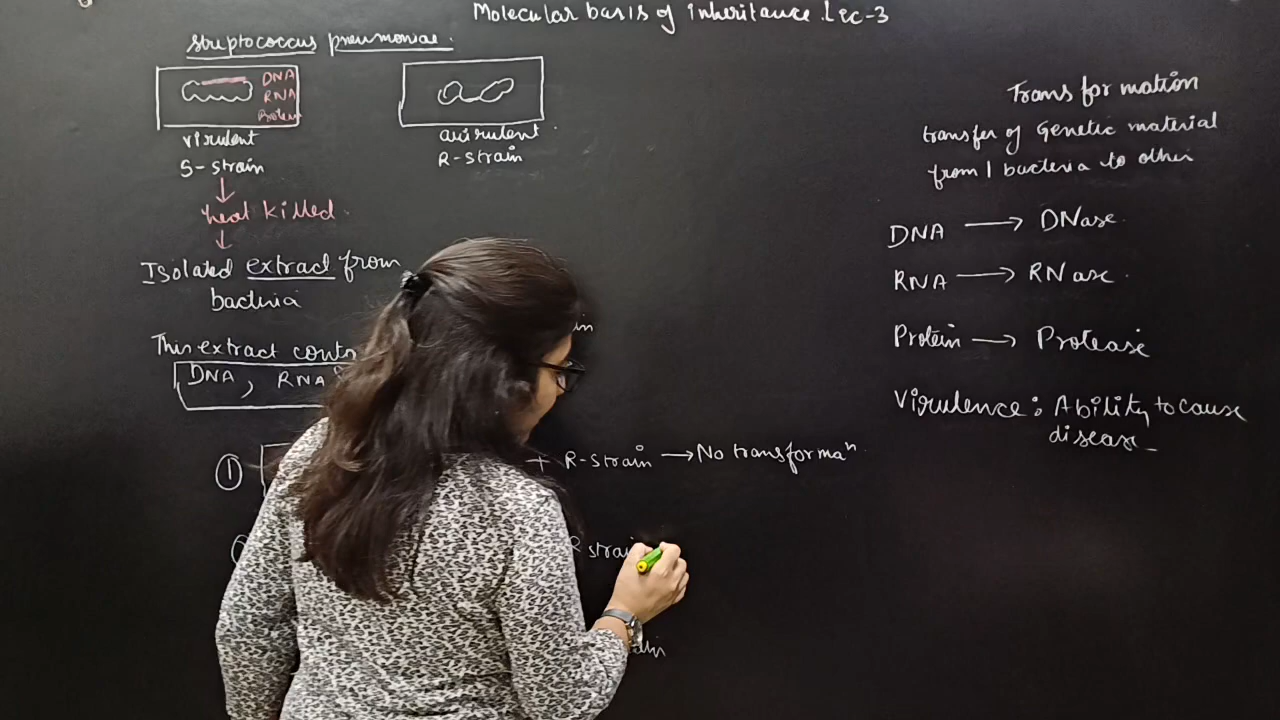 Molecular basis of inheritance. Lec-3
Streptococcus pneumoniae.
DNA
RNA
Protein
virulent
S-strain
avirulent
R-strain
heat killed.
Isolated extract from
bacteria
This extract
DNA, RNA
①
+ R-strain → No transformaⁿ
R strain
Transformation
transfer of Genetic material
from 1 bacteria to other
DNA → DNase.
RNA → RNase.
Protein → Protease
Virulence: Ability to cause
disease